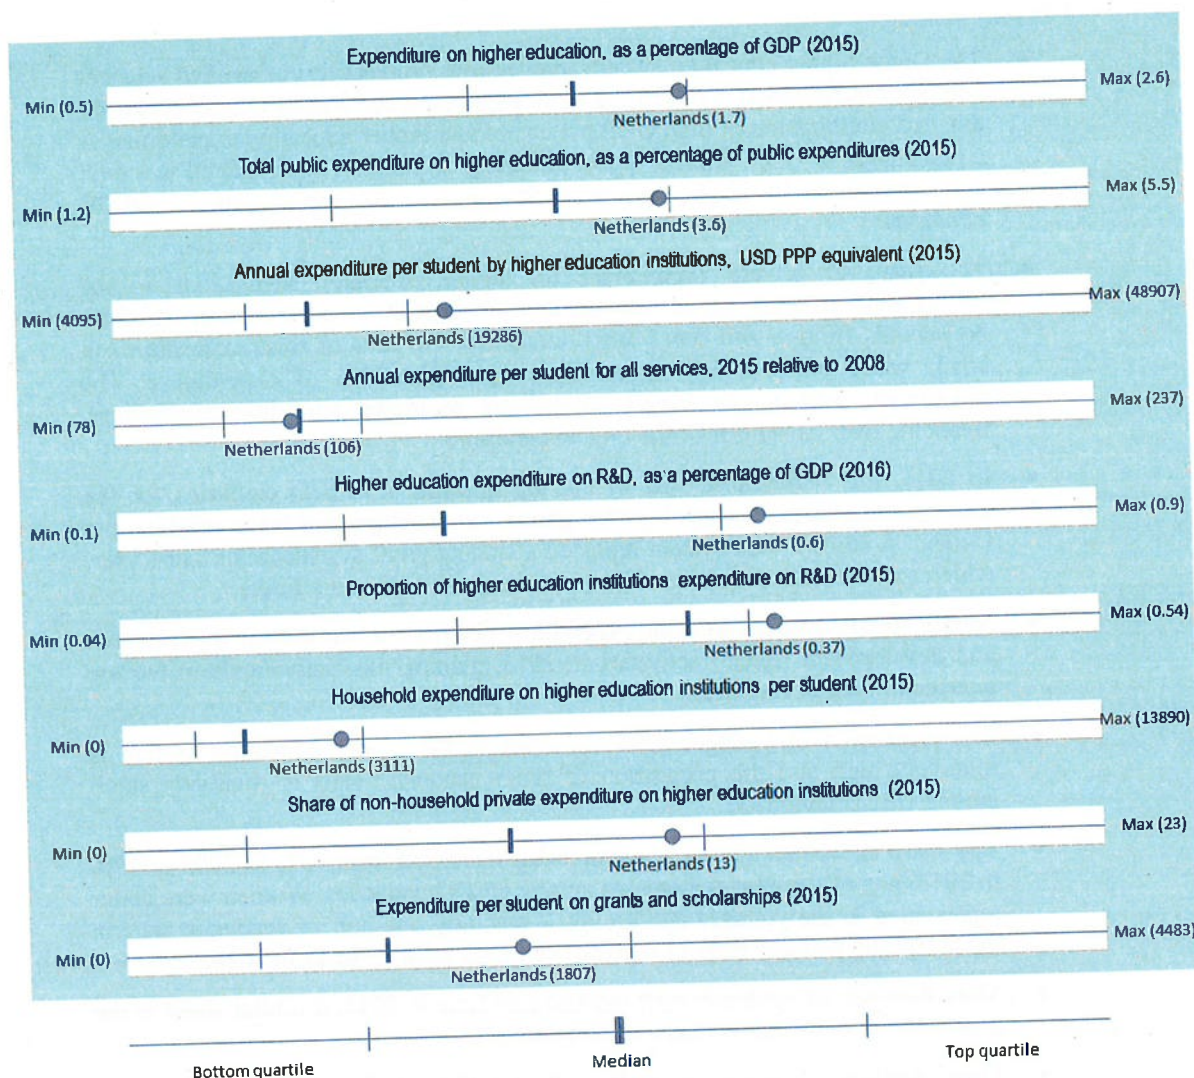 Expenditure on higher education, as a percentage of GDP (2015)
Min (0.5)
Max (2.6)
Netherlands (1.7)
Total public expenditure on higher education, as a percentage of public expenditures (2015)
Min (1.2)
Max (5.5)
Netherlands (3.6)
Annual expenditure per student by higher education institutions, USD PPP equivalent (2015)
Min (4095)
Max (48907)
Netherlands (19286)
Annual expenditure per student for all services, 2015 relative to 2008
Min (78)
Max (237)
Netherlands (106)
Higher education expenditure on R&D, as a percentage of GDP (2016)
Min (0.1)
Max (0.9)
Netherlands (0.6)
Proportion of higher education institutions expenditure on R&D (2015)
Min (0.04)
Max (0.54)
Netherlands (0.37)
Household expenditure on higher education institutions per student (2015)
Min (0)
Max (13890)
Netherlands (3111)
Share of non-household private expenditure on higher education institutions (2015)
Min (0)
Max (23)
Netherlands (13)
Expenditure per student on grants and scholarships (2015)
Min (0)
Max (4483)
Netherlands (1807)
Bottom quartile
Median
Top quartile